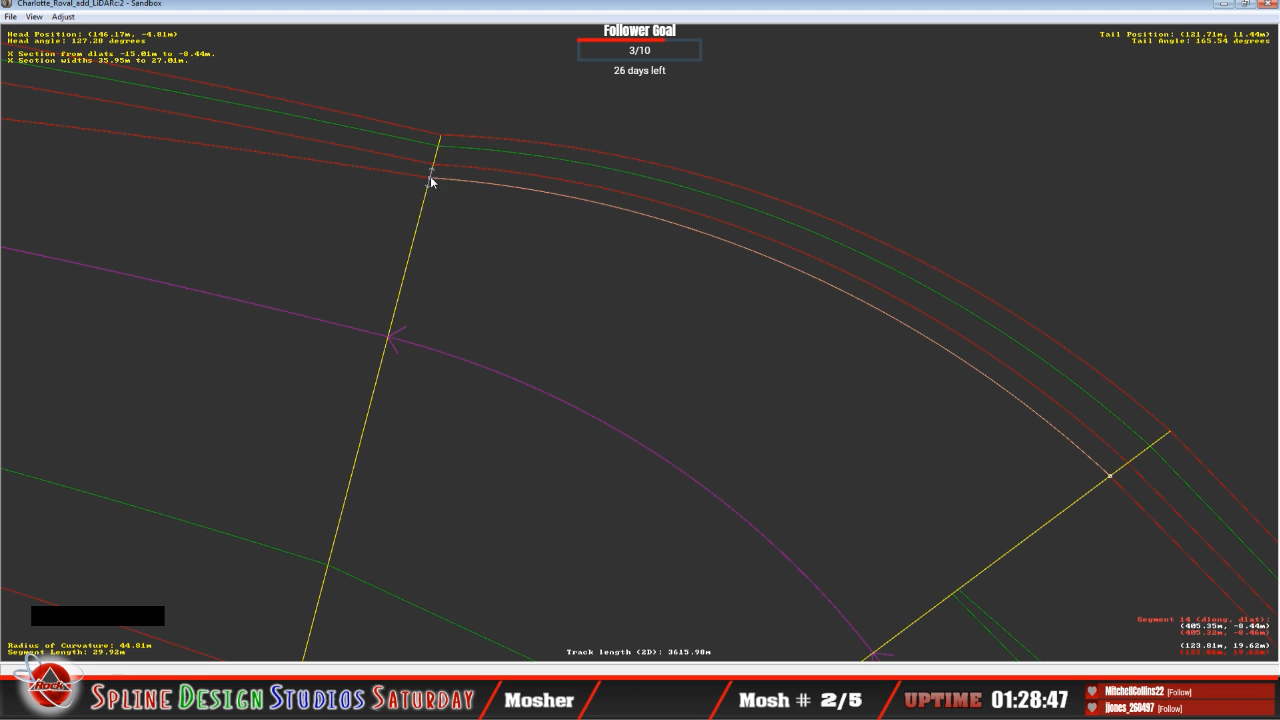 Charlotte_Roval_add_LiDARc:2 - Sandbox
File View Adjust
Head Position: (146.17m, -4.81m)
Head angle: 127.28 degrees
X Section from dlats -15.01m to -8.44m.
X Section widths 35.95m to 27.01m.
Follower Goal
3/10
26 days left
Tail Position: (121.71m, 11.44m)
Tail Angle: 165.54 degrees
Segment 14 (dlong, dlat):
(405.35m, -8.44m)
(405.32m, -8.46m)
(123.81m, 19.62m)
Radius of Curvature: 44.81m
Segment Length: 29.92m
Track length (2D): 3615.98m
Rock
Spline Design Studios Saturday
Mosher
Mosh # 2/5
UPTIME 01:28:47
MitchellCollins22 [Follow]
ljones_260497 [Follow]